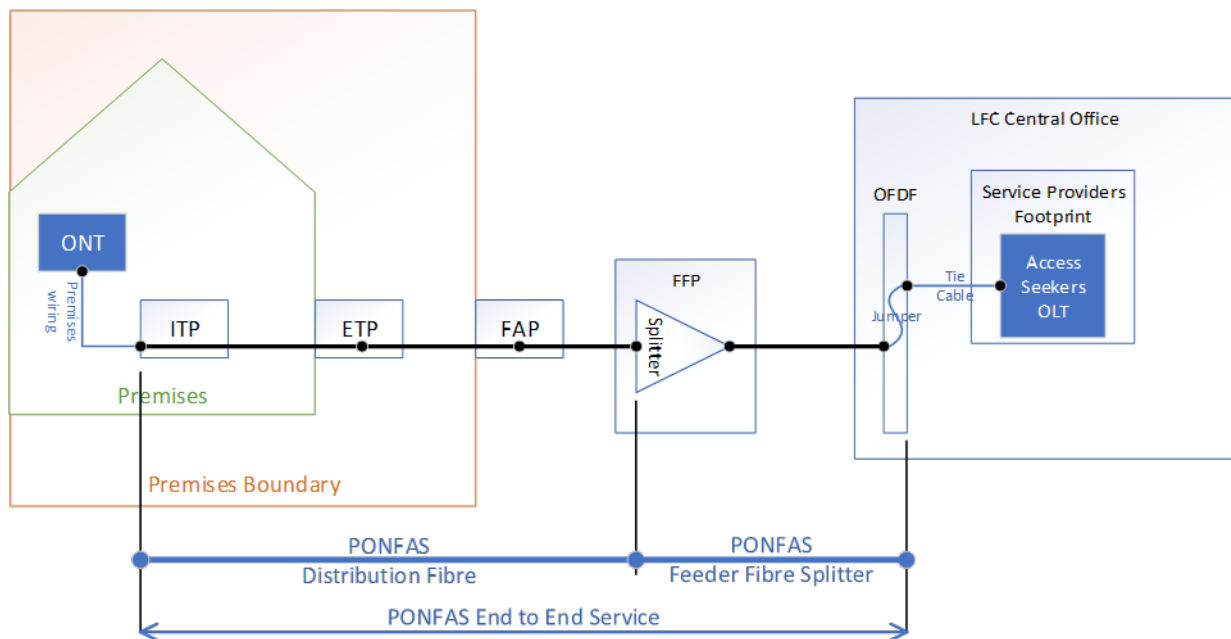 LFC Central Office
OFDF
Service Providers
Footprint
ONT
Access
Seekers
OLT
FFP
Tie
Cable
Premises
wiring
ITP
ETP
FAP
Splitter
Jumper
Premises
Premises Boundary
PONFAS
Distribution Fibre
PONFAS
Feeder Fibre Splitter
PONFAS End to End Service